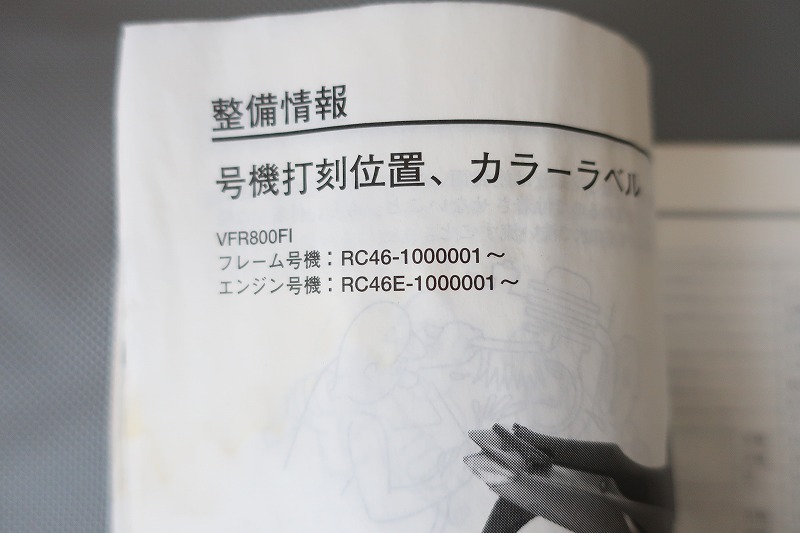 整備情報
号機打刻位置、カラーラベル
VFR800FI
フレーム号機：RC46-1000001～
エンジン号機：RC46E-1000001～